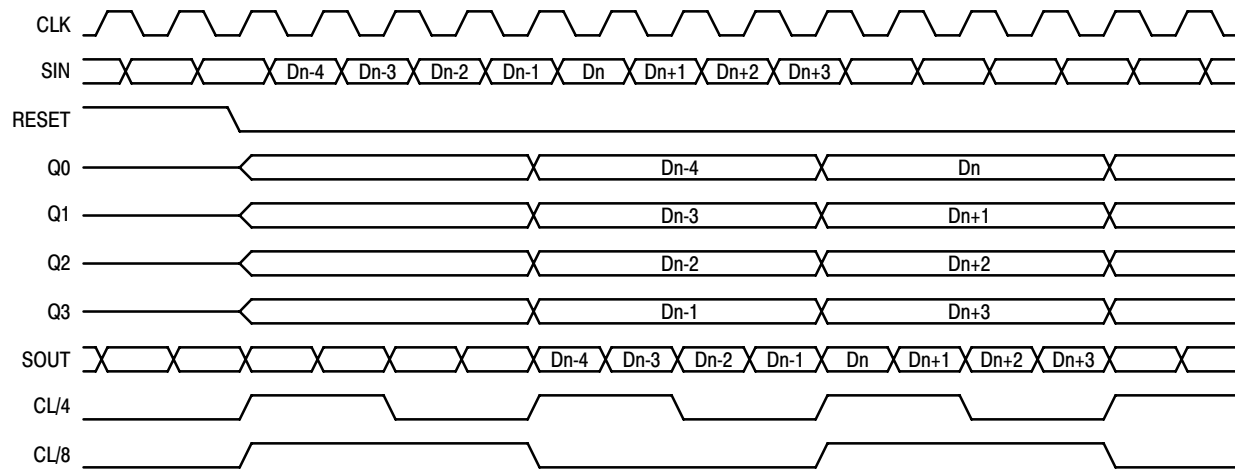 CLK
SIN Dn-4 Dn-3 Dn-2 Dn-1 Dn Dn+1 Dn+2 Dn+3
RESET
Q0 Dn-4 Dn
Q1 Dn-3 Dn+1
Q2 Dn-2 Dn+2
Q3 Dn-1 Dn+3
SOUT Dn-4 Dn-3 Dn-2 Dn-1 Dn Dn+1 Dn+2 Dn+3
CL/4
CL/8